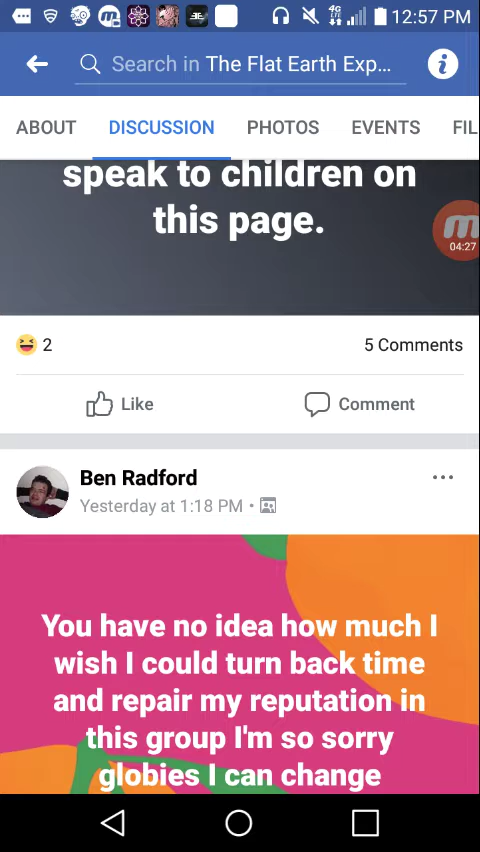 4G
LTE
12:57 PM
Search in The Flat Earth Exp...
ABOUT DISCUSSION PHOTOS EVENTS FIL
speak to children on
this page.
04:27
2
5 Comments
Like
Comment
Ben Radford
Yesterday at 1:18 PM •
You have no idea how much I
wish I could turn back time
and repair my reputation in
this group I'm so sorry
globies I can change